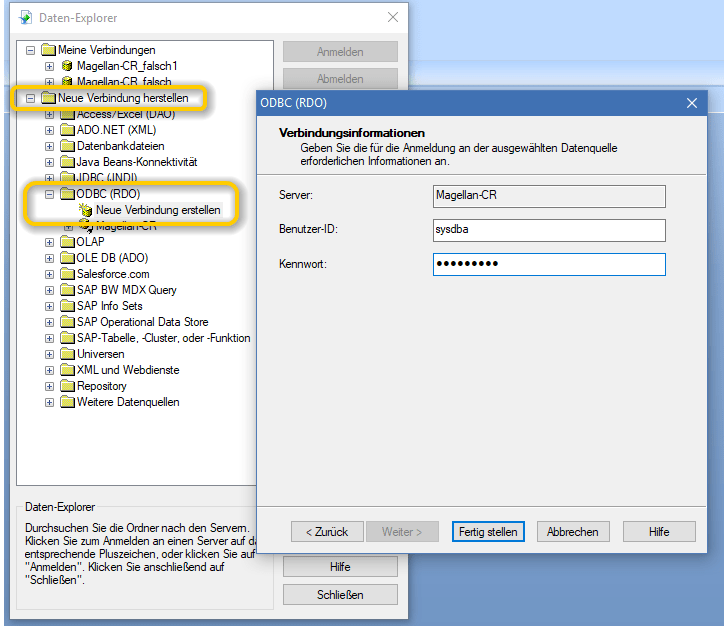 Daten-Explorer
Meine Verbindungen
Magellan-CR_falsch1
Magellan-CR_falsch
Neue Verbindung herstellen
Access/Excel (DAO)
ADO.NET (XML)
Datenbankdateien
Java Beans-Konnektivität
JDBC (JNDI)
ODBC (RDO)
Neue Verbindung erstellen
Magellan-CR
OLAP
OLE DB (ADO)
Salesforce.com
SAP BW MDX Query
SAP Info Sets
SAP Operational Data Store
SAP-Tabelle, -Cluster, oder -Funktion
Universen
XML und Webdienste
Repository
Weitere Datenquellen
Anmelden
Abmelden
Daten-Explorer
Durchsuchen Sie die Ordner nach den Servern.
Klicken Sie zum Anmelden an einen Server auf da
entsprechende Pluszeichen, oder klicken Sie auf
"Anmelden". Klicken Sie anschließend auf
"Schließen".
Hilfe
Schließen
ODBC (RDO)
Verbindungsinformationen
Geben Sie die für die Anmeldung an der ausgewählten Datenquelle
erforderlichen Informationen an.
Server: Magellan-CR
Benutzer-ID: sysdba
Kennwort: ●●●●●●●●●
< Zurück Weiter > Fertig stellen Abbrechen Hilfe